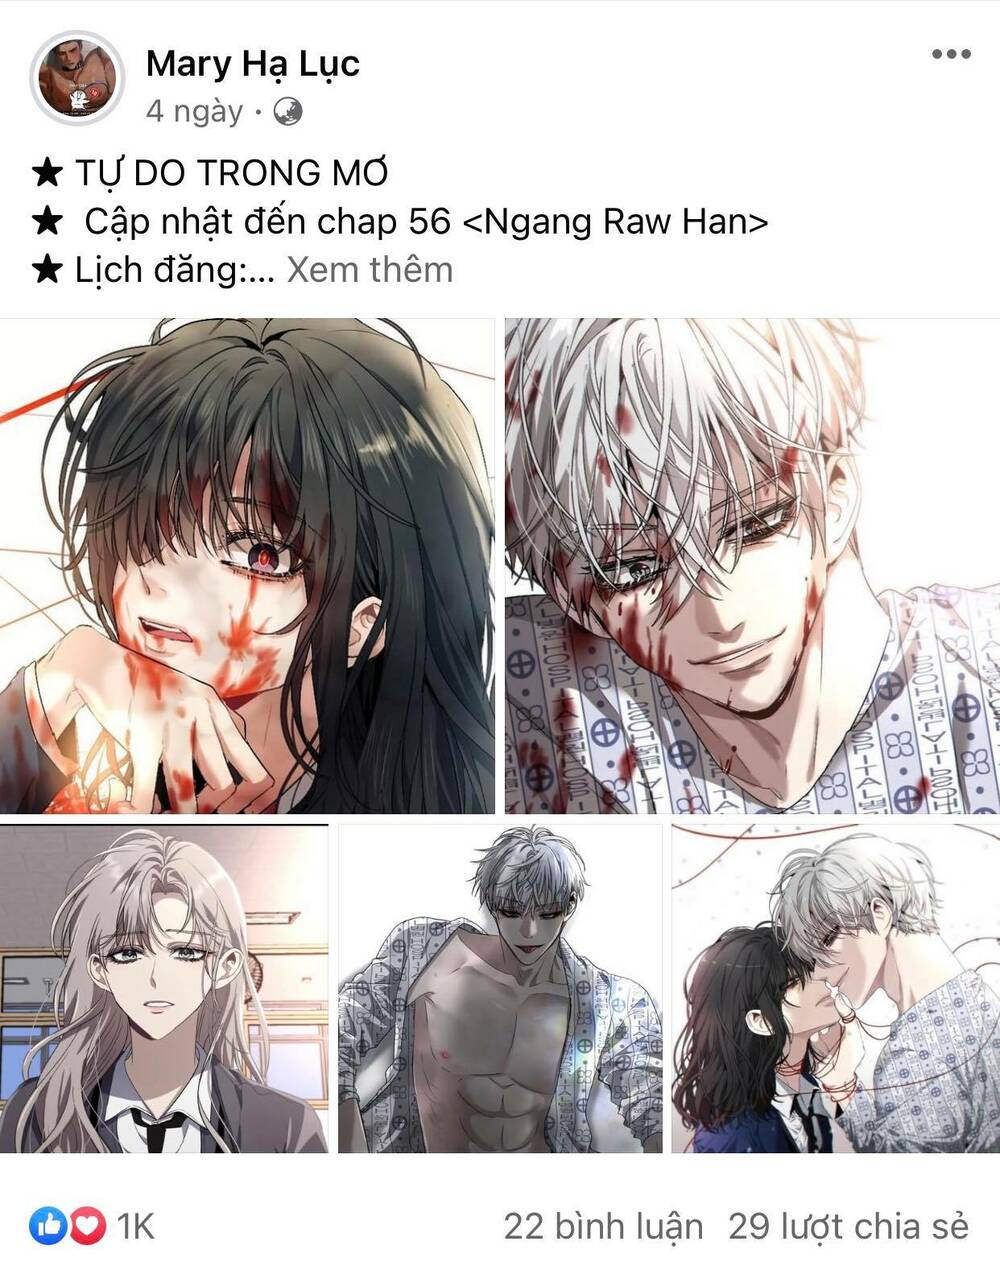 Mary Hạ Lục
4 ngày ·
★ TỰ DO TRONG MƠ
★ Cập nhật đến chap 56 <Ngang Raw Han>
★ Lịch đăng:... Xem thêm
1K
22 bình luận 29 lượt chia sẻ